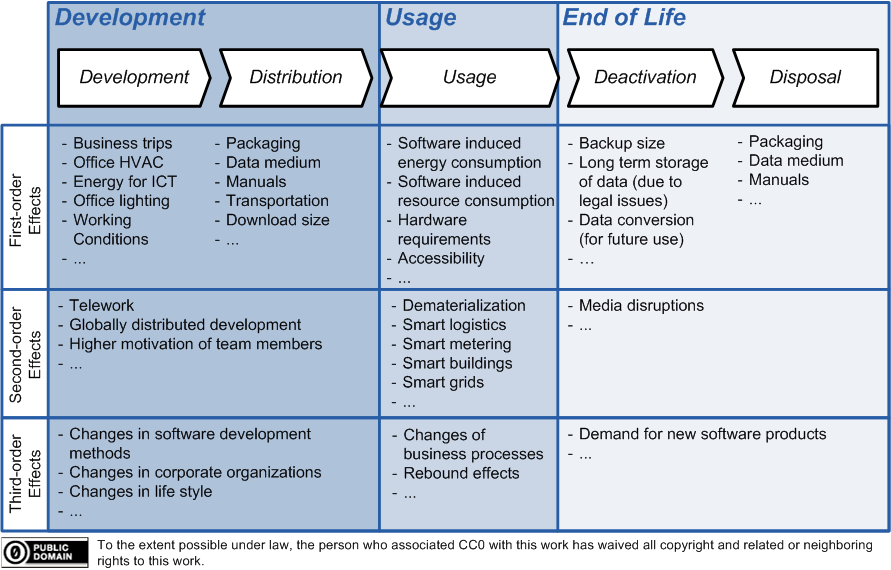 Development
Usage
End of Life
Development
Distribution
Usage
Deactivation
Disposal
First-order
Effects
- Business trips
- Office HVAC
- Energy for ICT
- Office lighting
- Working
Conditions
- ...
- Packaging
- Data medium
- Manuals
- Transportation
- Download size
- ...
- Software induced
energy consumption
- Software induced
resource consumption
- Hardware
requirements
- Accessibility
- ...
- Backup size
- Long term storage
of data (due to
legal issues)
- Data conversion
(for future use)
- ...
- Packaging
- Data medium
- Manuals
- ...
Second-order
Effects
- Telework
- Globally distributed development
- Higher motivation of team members
- ...
- Dematerialization
- Smart logistics
- Smart metering
- Smart buildings
- Smart grids
- ...
- Media disruptions
- ...
Third-order
Effects
- Changes in software development
methods
- Changes in corporate organizations
- Changes in life style
- ...
- Changes of
business processes
- Rebound effects
- ...
- Demand for new software products
- ...
0 PUBLIC
DOMAIN
To the extent possible under law, the person who associated CC0 with this work has waived all copyright and related or neighboring
rights to this work.